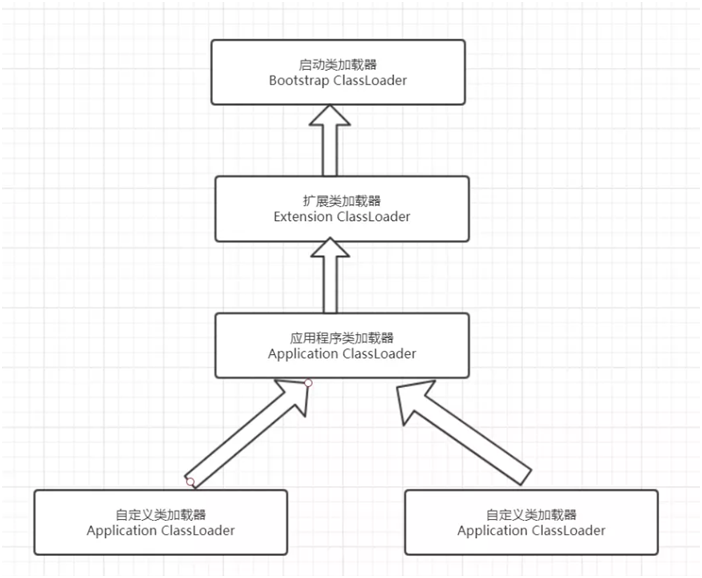 启动类加载器
Bootstrap ClassLoader
扩展类加载器
Extension ClassLoader
应用程序类加载器
Application ClassLoader
自定义类加载器
Application ClassLoader
自定义类加载器
Application ClassLoader